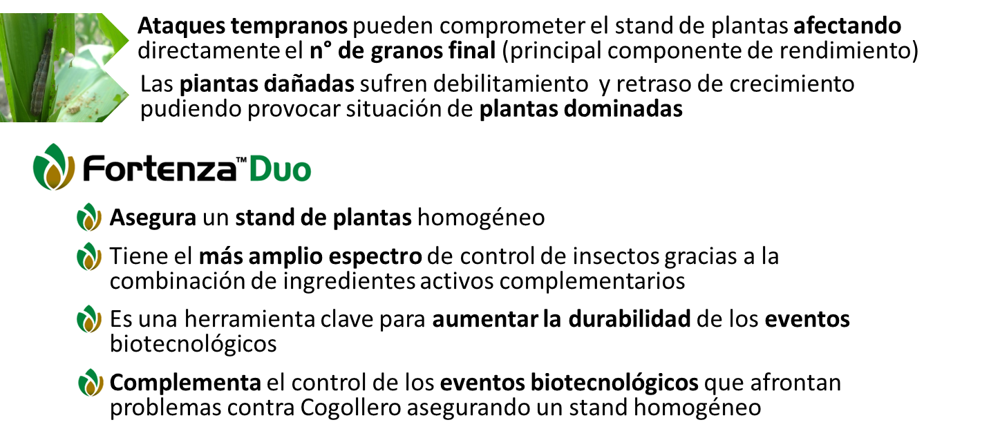 Ataques tempranos pueden comprometer el stand de plantas afectando
directamente el n° de granos final (principal componente de rendimiento)
Las plantas dañadas sufren debilitamiento y retraso de crecimiento
pudiendo provocar situación de plantas dominadas
Fortenza™ Duo
Asegura un stand de plantas homogéneo
Tiene el más amplio espectro de control de insectos gracias a la
combinación de ingredientes activos complementarios
Es una herramienta clave para aumentar la durabilidad de los eventos
biotecnológicos
Complementa el control de los eventos biotecnológicos que afrontan
problemas contra Cogollero asegurando un stand homogéneo